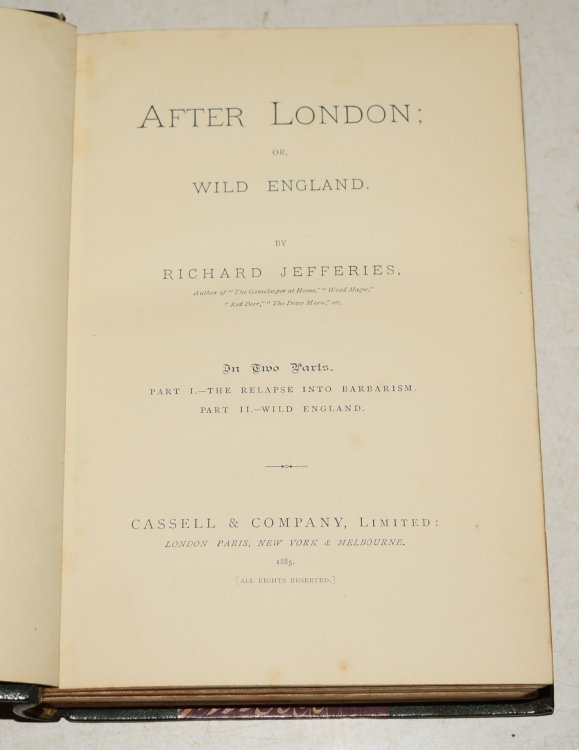 AFTER LONDON;
OR,
WILD ENGLAND.
BY
RICHARD JEFFERIES,
Author of "The Gamekeeper at Home," "Wood Magic,"
"Red Deer," "The Dewy Morn," etc.
In Two Parts.
PART I.—THE RELAPSE INTO BARBARISM.
PART II.—WILD ENGLAND.
CASSELL & COMPANY, LIMITED:
LONDON PARIS, NEW YORK & MELBOURNE.
1885.
[ALL RIGHTS RESERVED.]